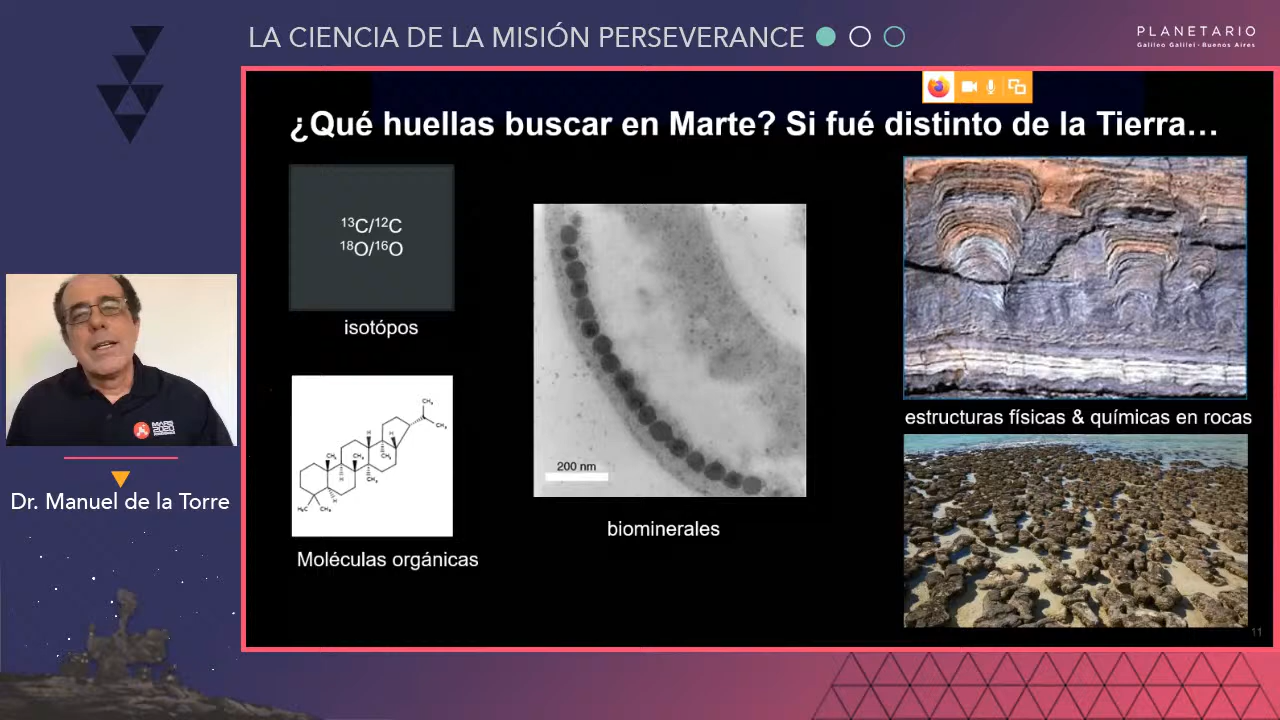 LA CIENCIA DE LA MISIÓN PERSEVERANCE
PLANETARIO
Galileo Galilei - Buenos Aires
¿Qué huellas buscar en Marte? Si fué distinto de la Tierra…
¹³C/¹²C
¹⁸O/¹⁶O
isotópos
Moléculas orgánicas
200 nm
biominerales
estructuras físicas & químicas en rocas
MARS
2020
Dr. Manuel de la Torre
11